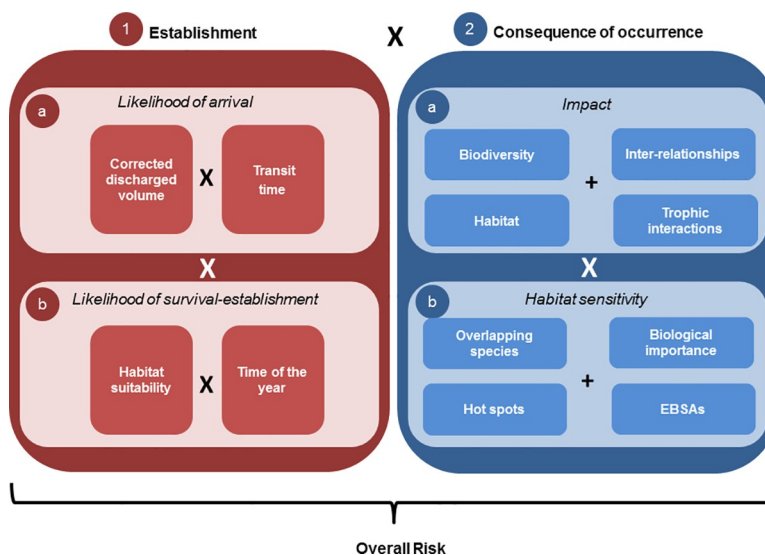 1 Establishment
X
2 Consequence of occurrence
a
Likelihood of arrival
Corrected
discharged
volume
X
Transit
time
X
b
Likelihood of survival-establishment
Habitat
suitability
X
Time of the
year
a
Impact
Biodiversity
Inter-relationships
+
Habitat
Trophic
interactions
X
b
Habitat sensitivity
Overlapping
species
Biological
importance
+
Hot spots
EBSAs
Overall Risk